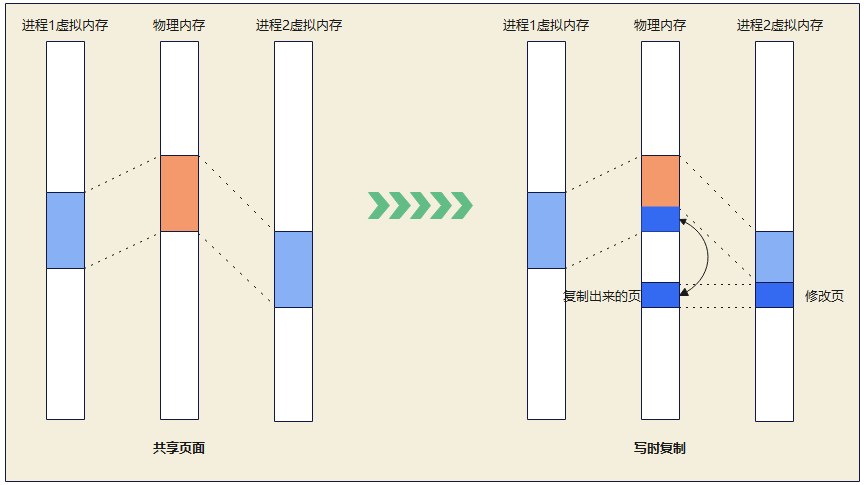 进程1虚拟内存
物理内存
进程2虚拟内存
进程1虚拟内存
物理内存
进程2虚拟内存
复制出来的页
修改页
共享页面
写时复制